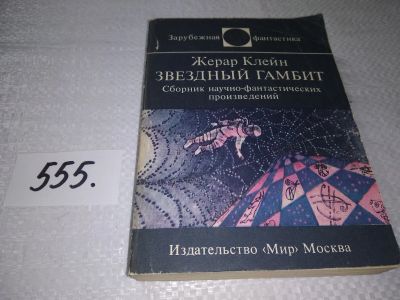 Зарубежная фантастика
Жерар Клейн
ЗВЕЗДНЫЙ ГАМБИТ
Сборник научно-фантастических
произведений
555.
Издательство «Мир» Москва